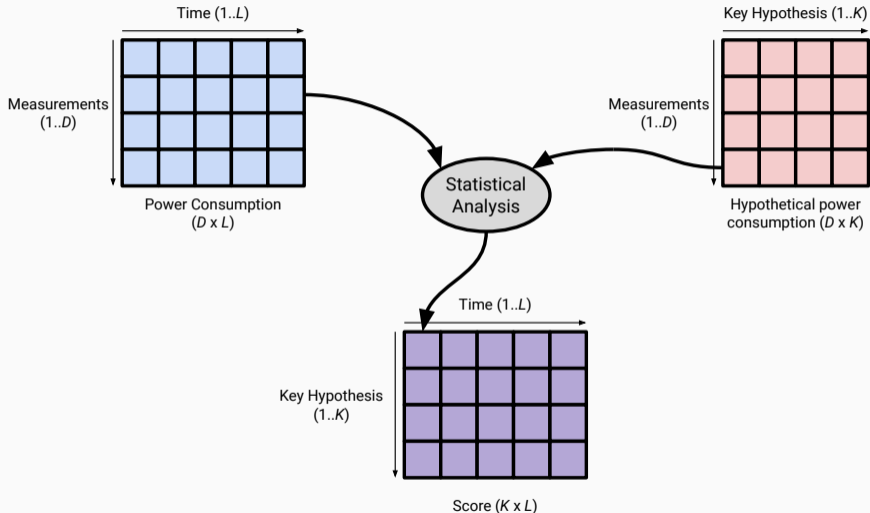 Time (1..L)
Measurements
(1..D)
Power Consumption
(D x L)
Key Hypothesis (1..K)
Measurements
(1..D)
Hypothetical power
consumption (D x K)
Statistical
Analysis
Time (1..L)
Key Hypothesis
(1..K)
Score (K x L)